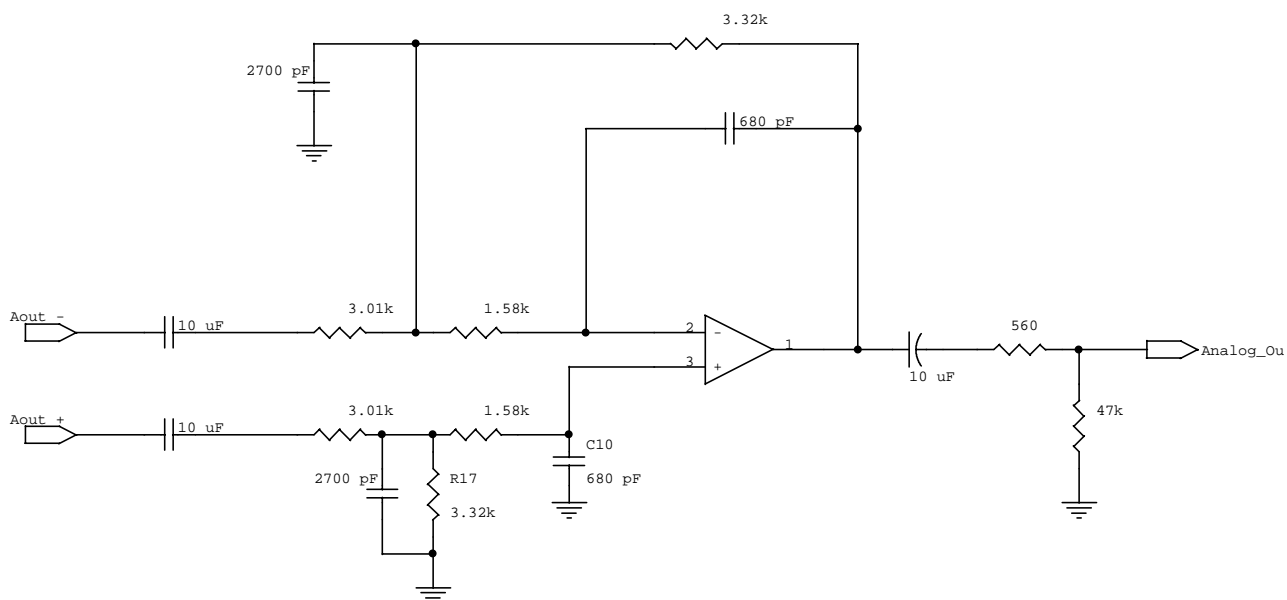 3.32k
2700 pF
680 pF
Aout -
10 uF
3.01k
1.58k
2
-
3
+
1
10 uF
560
Analog_Ou
47k
Aout +
10 uF
3.01k
1.58k
C10
680 pF
2700 pF
R17
3.32k